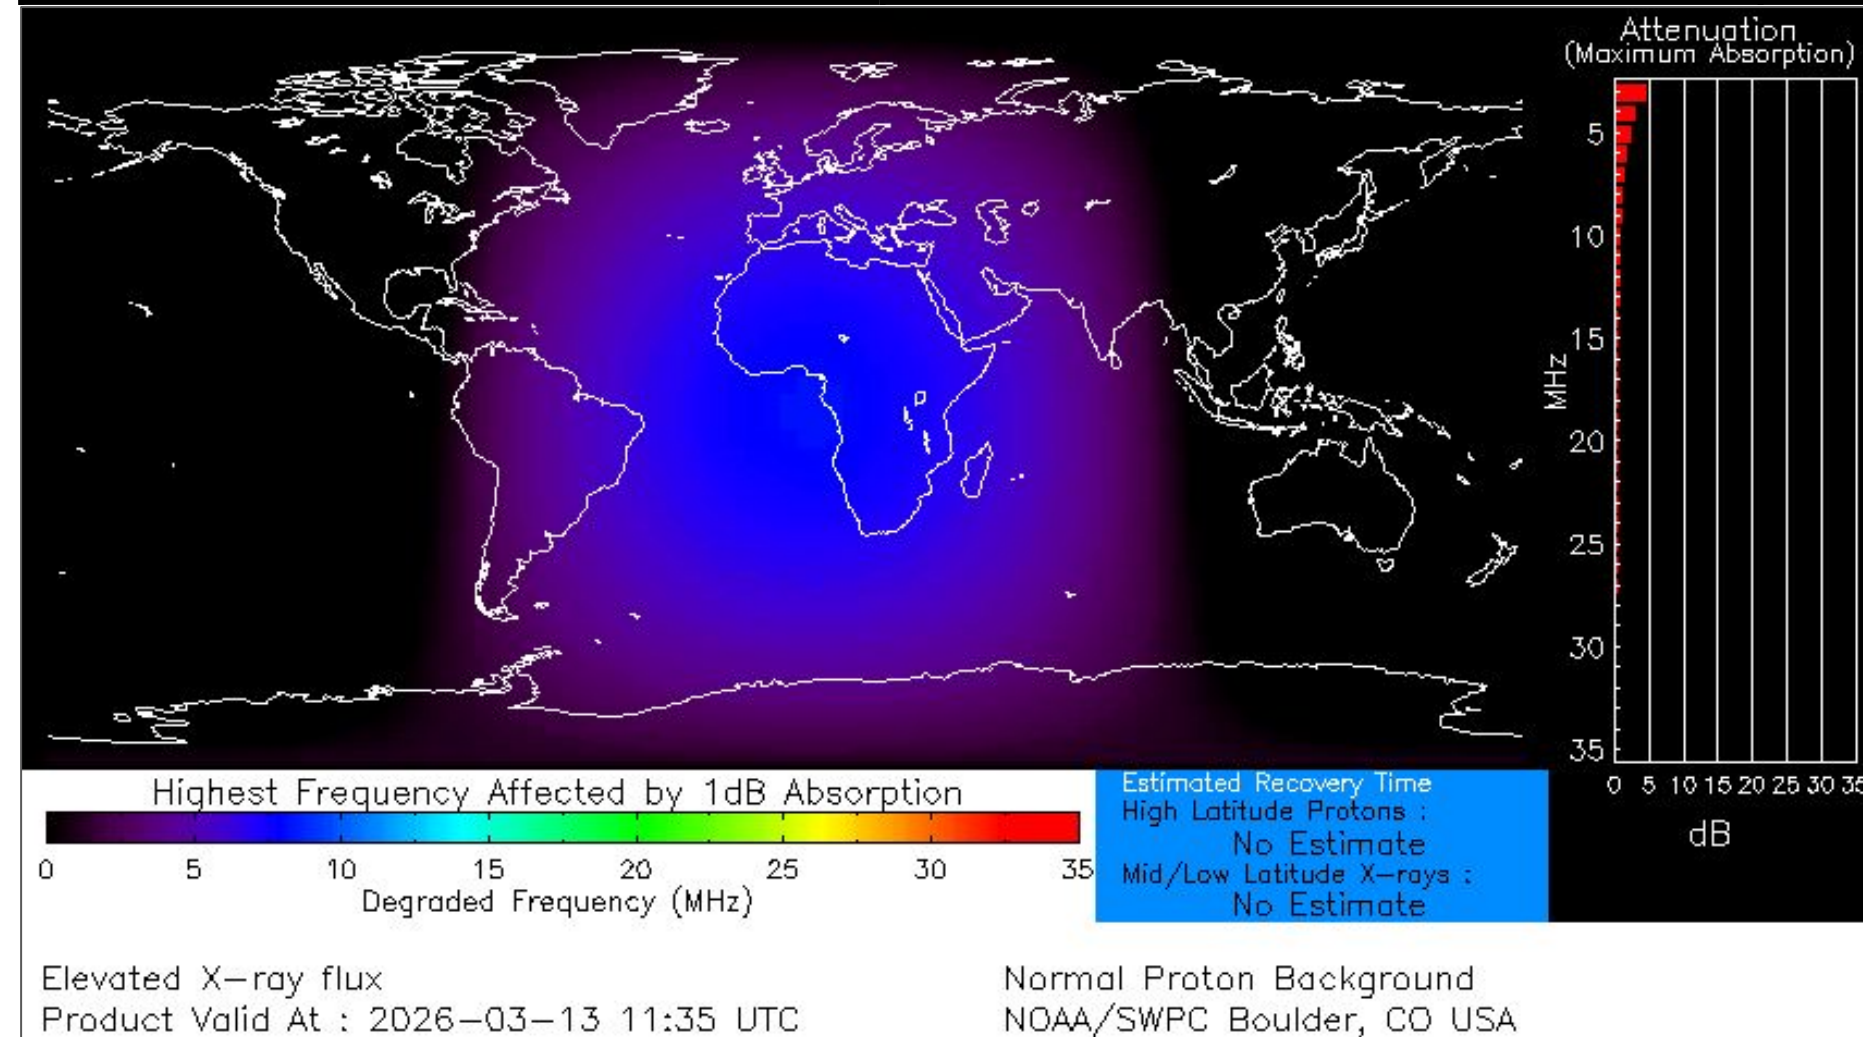 Attenuation
(Maximum Absorption)
5
10
15
20
25
30
35
MHz
0 5 10 15 20 25 30 35
dB
Highest Frequency Affected by 1dB Absorption
0 5 10 15 20 25 30 35
Degraded Frequency (MHz)
Estimated Recovery Time
High Latitude Protons :
No Estimate
Mid/Low Latitude X-rays :
No Estimate
Elevated X-ray flux
Product Valid At : 2026-03-13 11:35 UTC
Normal Proton Background
NOAA/SWPC Boulder, CO USA